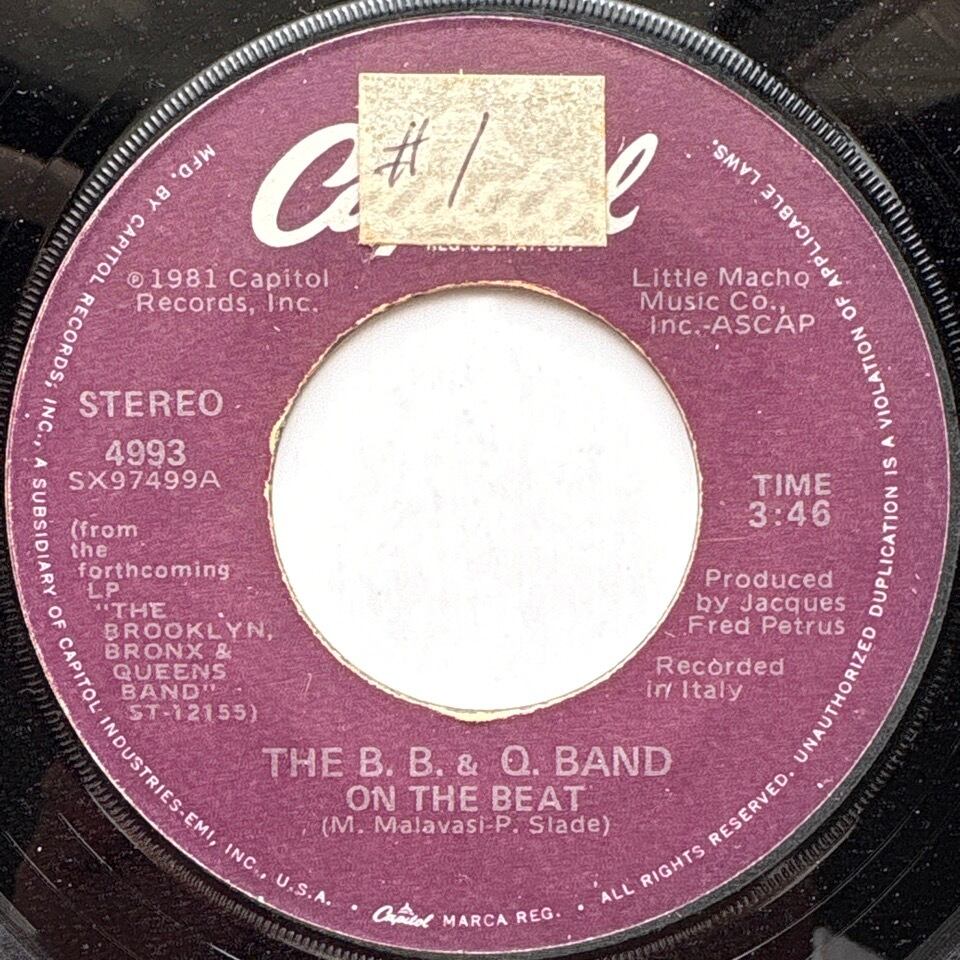 # 1
Capitol
℗1981 Capitol
Records, Inc.
Little Macho
Music Co.,
Inc.-ASCAP
STEREO
4993
SX97499A
(from
the
forthcoming
LP
"THE
BROOKLYN,
BRONX &
QUEENS
BAND"
ST-12155)
TIME
3:46
Produced
by Jacques
Fred Petrus
Recorded
in Italy
THE B. B. & Q. BAND
ON THE BEAT
(M. Malavasi-P. Slade)
MFD. BY CAPITOL RECORDS, INC., A SUBSIDIARY OF CAPITOL INDUSTRIES-EMI, INC., U.S.A. • Capitol MARCA REG. • ALL RIGHTS RESERVED. UNAUTHORIZED DUPLICATION IS A VIOLATION OF APPLICABLE LAWS.